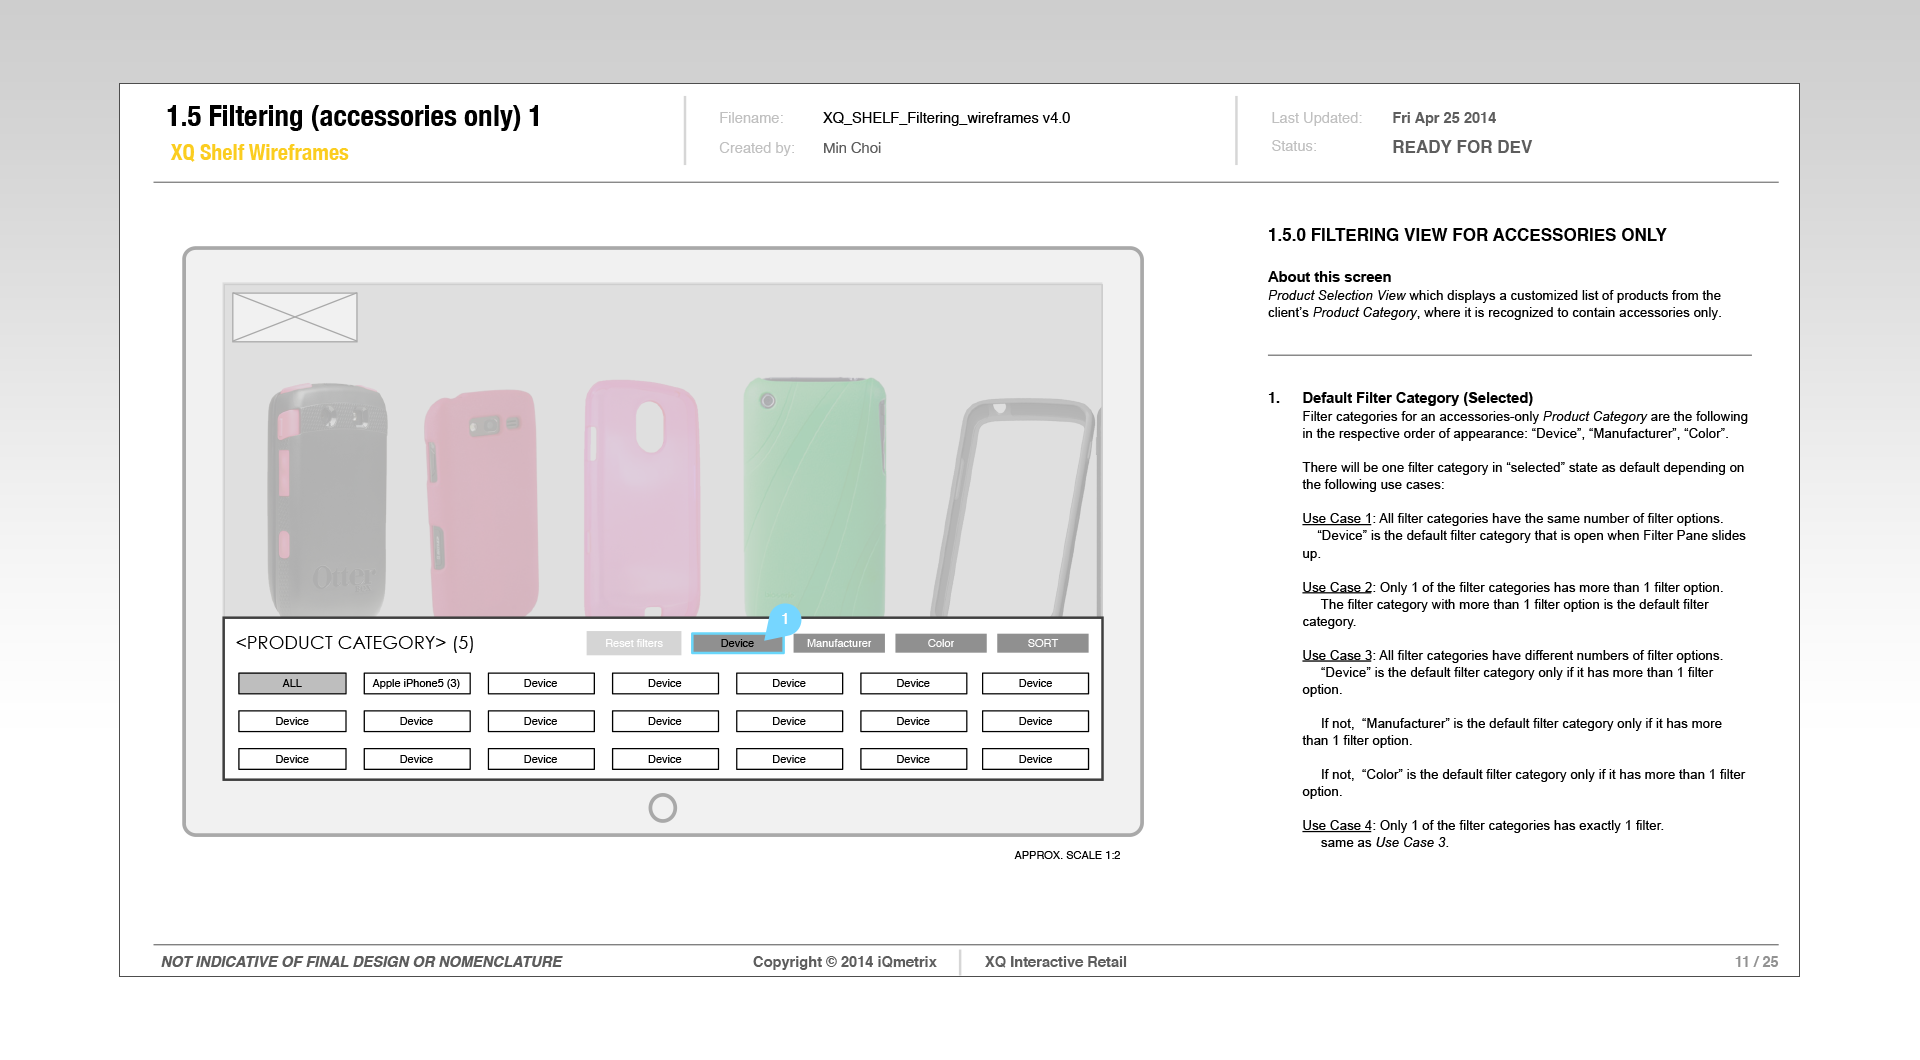 1.5 Filtering (accessories only) 1
XQ Shelf Wireframes
Filename: XQ_SHELF_Filtering_wireframes v4.0
Created by: Min Choi
Last Updated: Fri Apr 25 2014
Status: READY FOR DEV
Otter
1
<PRODUCT CATEGORY> (5)
Reset filters Device Manufacturer Color SORT
ALL Apple iPhone5 (3) Device Device Device Device Device
Device Device Device Device Device Device Device
Device Device Device Device Device Device Device
APPROX. SCALE 1:2
1.5.0 FILTERING VIEW FOR ACCESSORIES ONLY
About this screen
Product Selection View which displays a customized list of products from the
client’s Product Category, where it is recognized to contain accessories only.
1. Default Filter Category (Selected)
Filter categories for an accessories-only Product Category are the following
in the respective order of appearance: “Device”, “Manufacturer”, “Color”.
There will be one filter category in “selected” state as default depending on
the following use cases:
Use Case 1: All filter categories have the same number of filter options.
“Device” is the default filter category that is open when Filter Pane slides
up.
Use Case 2: Only 1 of the filter categories has more than 1 filter option.
The filter category with more than 1 filter option is the default filter
category.
Use Case 3: All filter categories have different numbers of filter options.
“Device” is the default filter category only if it has more than 1 filter
option.
If not, “Manufacturer” is the default filter category only if it has more
than 1 filter option.
If not, “Color” is the default filter category only if it has more than 1 filter
option.
Use Case 4: Only 1 of the filter categories has exactly 1 filter.
same as Use Case 3.
NOT INDICATIVE OF FINAL DESIGN OR NOMENCLATURE
Copyright © 2014 iQmetrix
XQ Interactive Retail
11 / 25